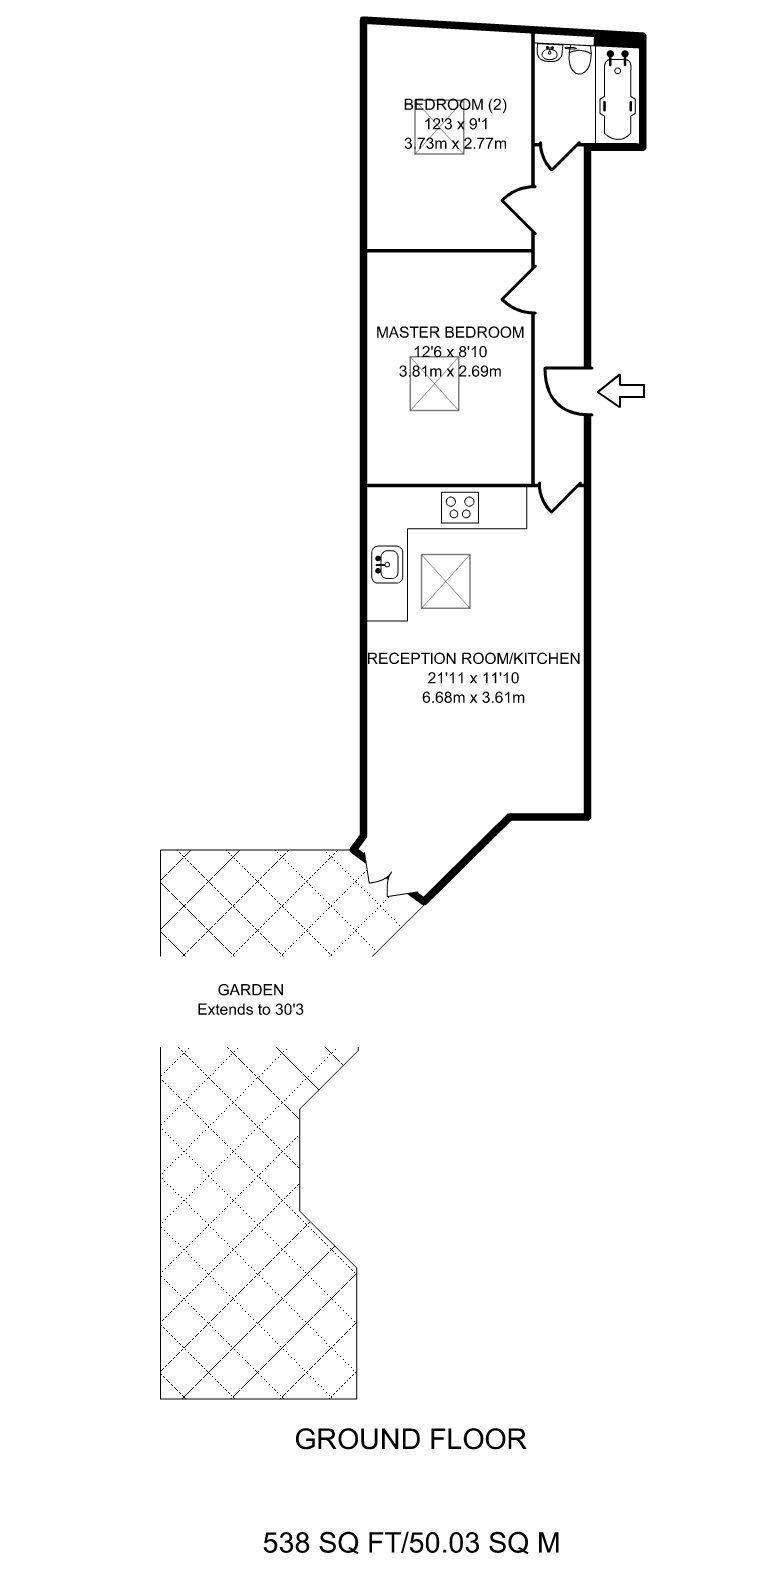 BEDROOM (2)
12'3 x 9'1
3.73m x 2.77m
MASTER BEDROOM
12'6 x 8'10
3.81m x 2.69m
RECEPTION ROOM/KITCHEN
21'11 x 11'10
6.68m x 3.61m
GARDEN
Extends to 30'3
GROUND FLOOR
538 SQ FT/50.03 SQ M